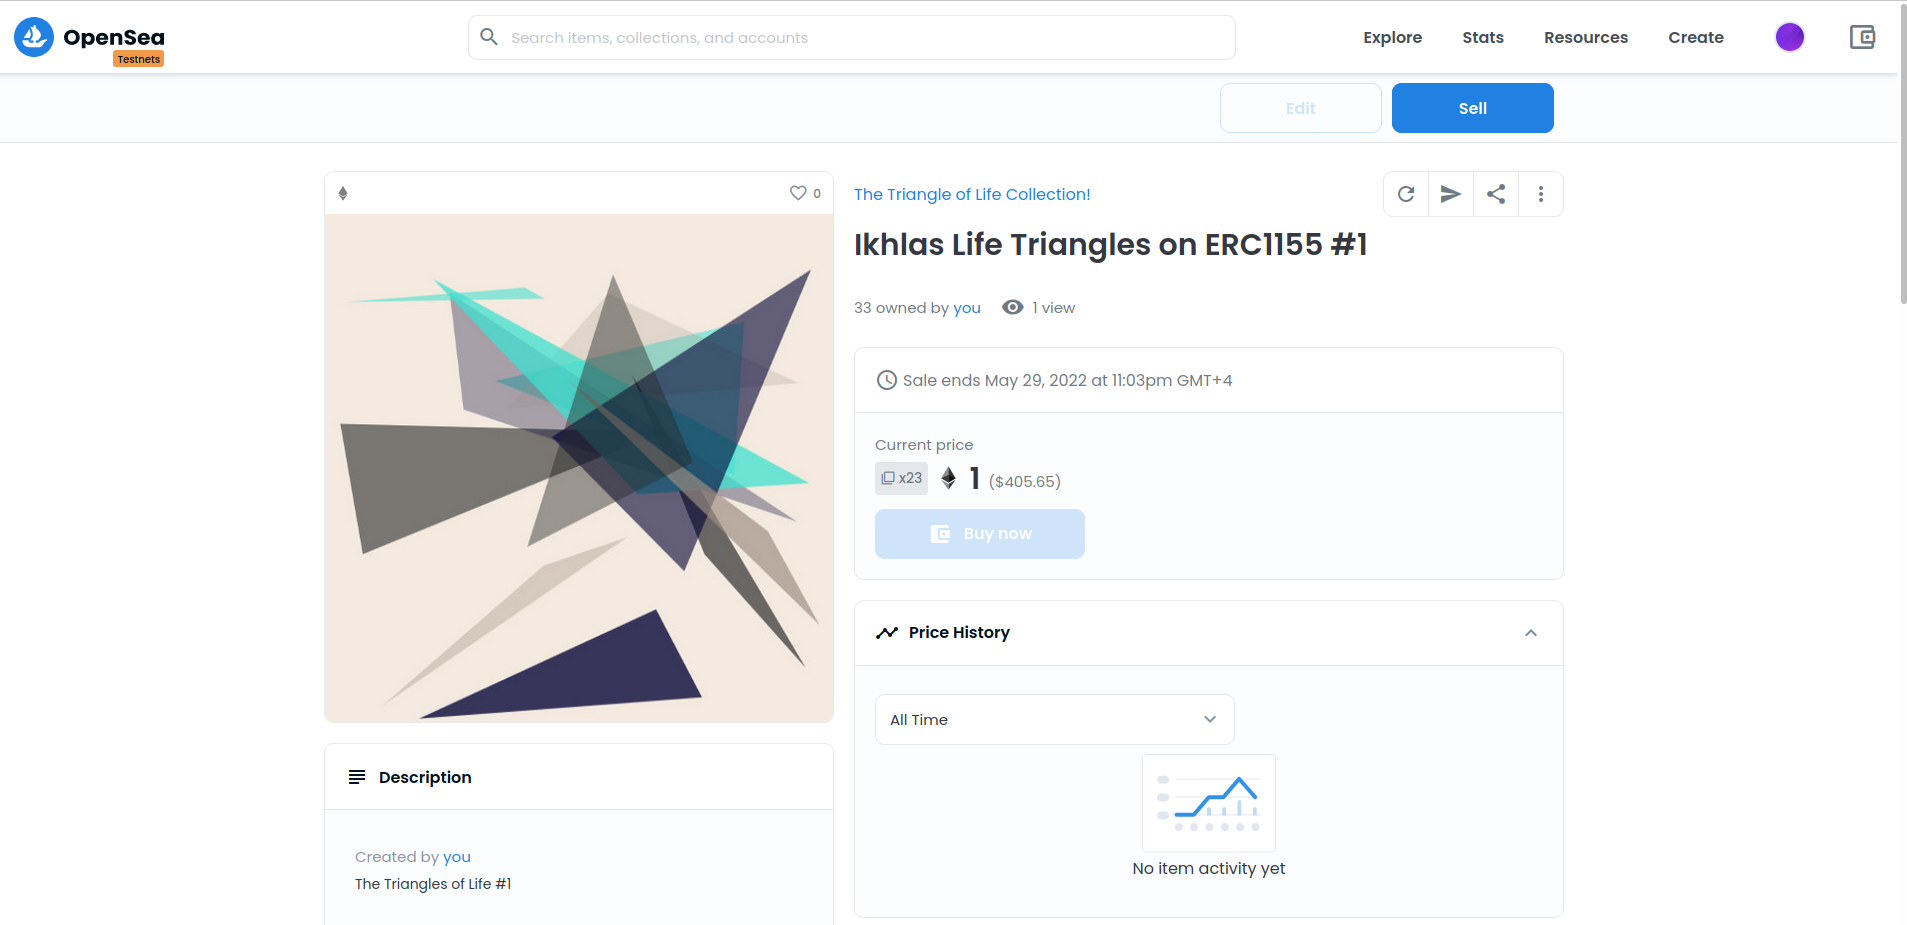 OpenSea
Testnets
Search items, collections, and accounts
Explore
Stats
Resources
Create
Edit
Sell
0
The Triangle of Life Collection!
Ikhlas Life Triangles on ERC1155 #1
33 owned by you
1 view
Sale ends May 29, 2022 at 11:03pm GMT+4
Current price
x23
1 ($405.65)
Buy now
Price History
All Time
No item activity yet
Description
Created by you
The Triangles of Life #1